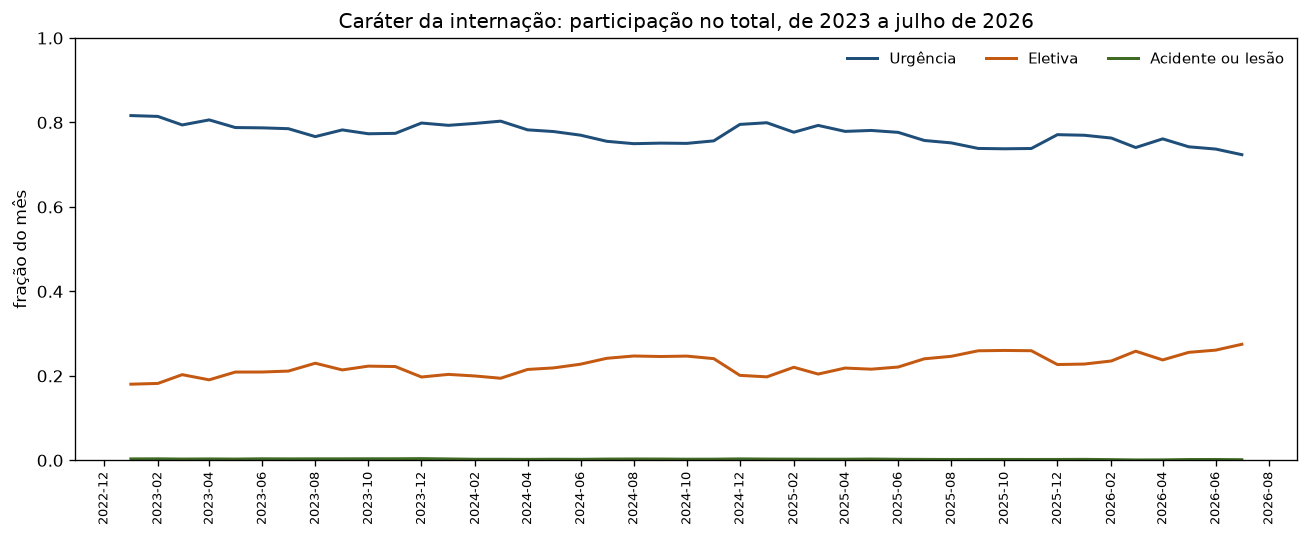 Caráter da internação: participação no total, de 2023 a julho de 2026
Urgência Eletiva Acidente ou lesão
fração do mês
1.0
0.8
0.6
0.4
0.2
0.0
2022-12 2023-02 2023-04 2023-06 2023-08 2023-10 2023-12 2024-02 2024-04 2024-06 2024-08 2024-10 2024-12 2025-02 2025-04 2025-06 2025-08 2025-10 2025-12 2026-02 2026-04 2026-06 2026-08